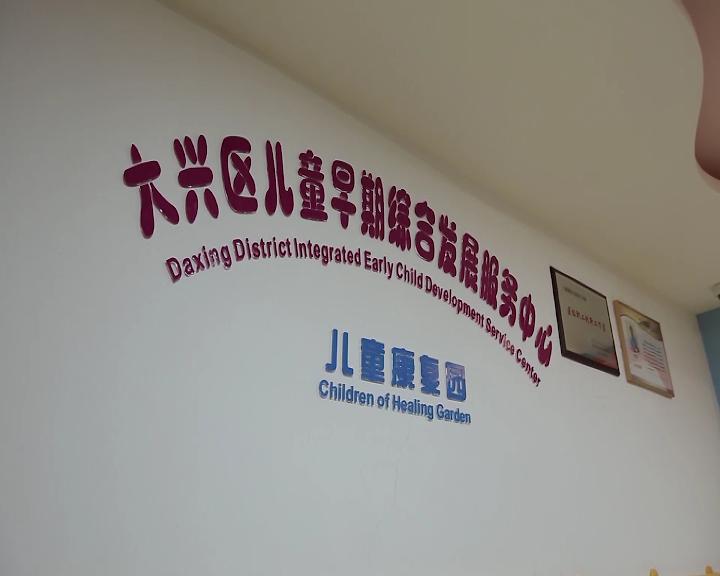 大兴区儿童早期综合发展服务中心
Daxing District Integrated Early Child Development Service Center
儿童康复园
Children of Healing Garden